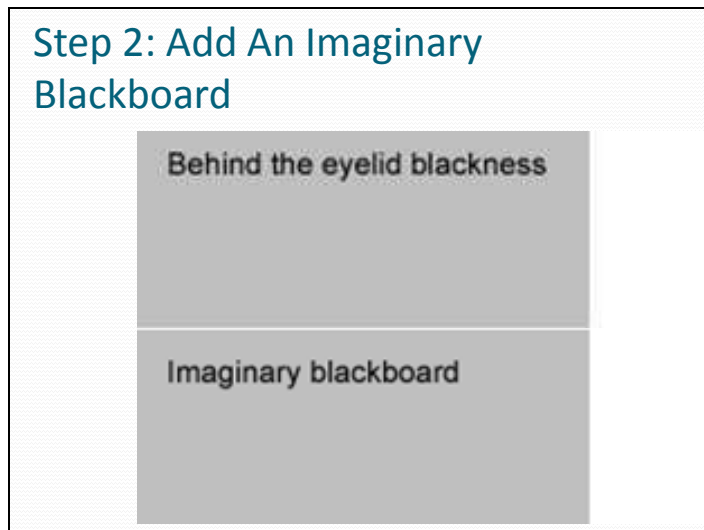 Step 2: Add An Imaginary
Blackboard
Behind the eyelid blackness
Imaginary blackboard